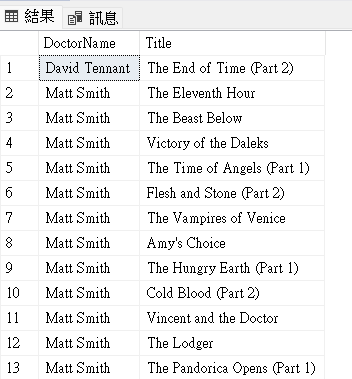 結果 訊息
DoctorName Title
1 David Tennant The End of Time (Part 2)
2 Matt Smith The Eleventh Hour
3 Matt Smith The Beast Below
4 Matt Smith Victory of the Daleks
5 Matt Smith The Time of Angels (Part 1)
6 Matt Smith Flesh and Stone (Part 2)
7 Matt Smith The Vampires of Venice
8 Matt Smith Amy's Choice
9 Matt Smith The Hungry Earth (Part 1)
10 Matt Smith Cold Blood (Part 2)
11 Matt Smith Vincent and the Doctor
12 Matt Smith The Lodger
13 Matt Smith The Pandorica Opens (Part 1)